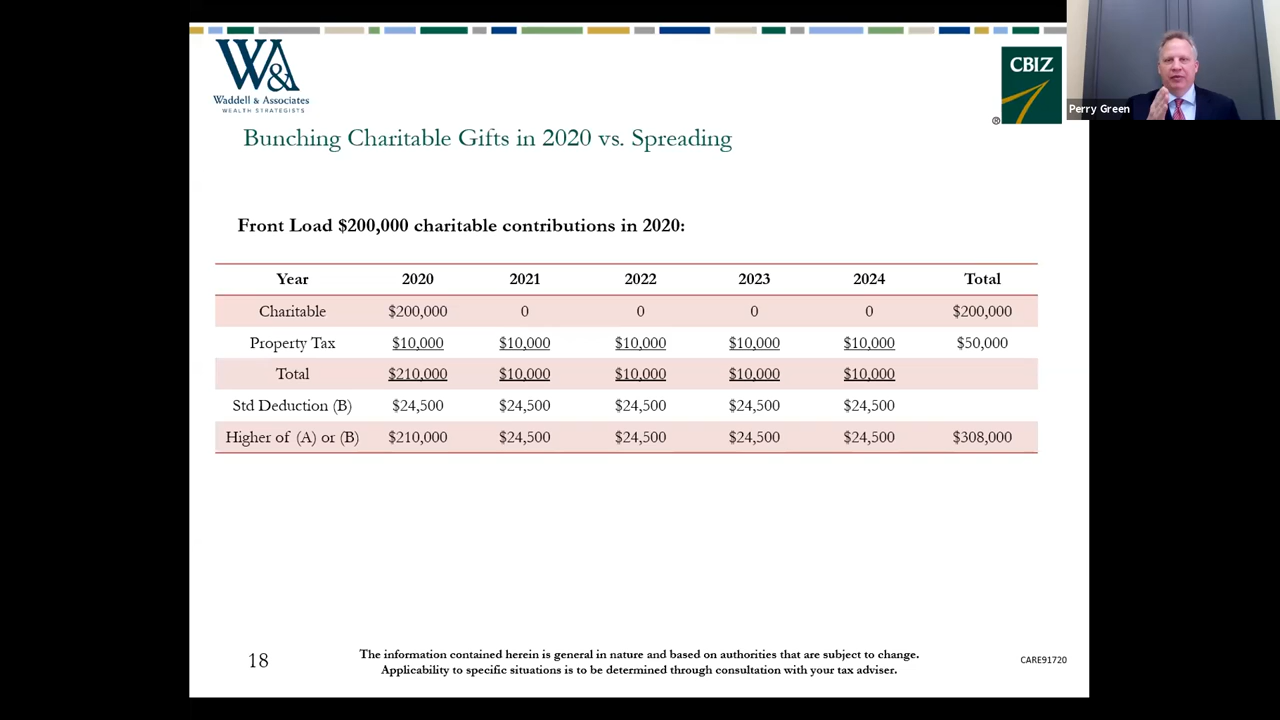 W&A
Waddell & Associates
WEALTH STRATEGISTS
CBIZ
®
Perry Green
Bunching Charitable Gifts in 2020 vs. Spreading
Front Load $200,000 charitable contributions in 2020:
Year 2020 2021 2022 2023 2024 Total
Charitable $200,000 0 0 0 0 $200,000
Property Tax $10,000 $10,000 $10,000 $10,000 $10,000 $50,000
Total $210,000 $10,000 $10,000 $10,000 $10,000
Std Deduction (B) $24,500 $24,500 $24,500 $24,500 $24,500
Higher of (A) or (B) $210,000 $24,500 $24,500 $24,500 $24,500 $308,000
18
The information contained herein is general in nature and based on authorities that are subject to change.
Applicability to specific situations is to be determined through consultation with your tax adviser.
CARE91720